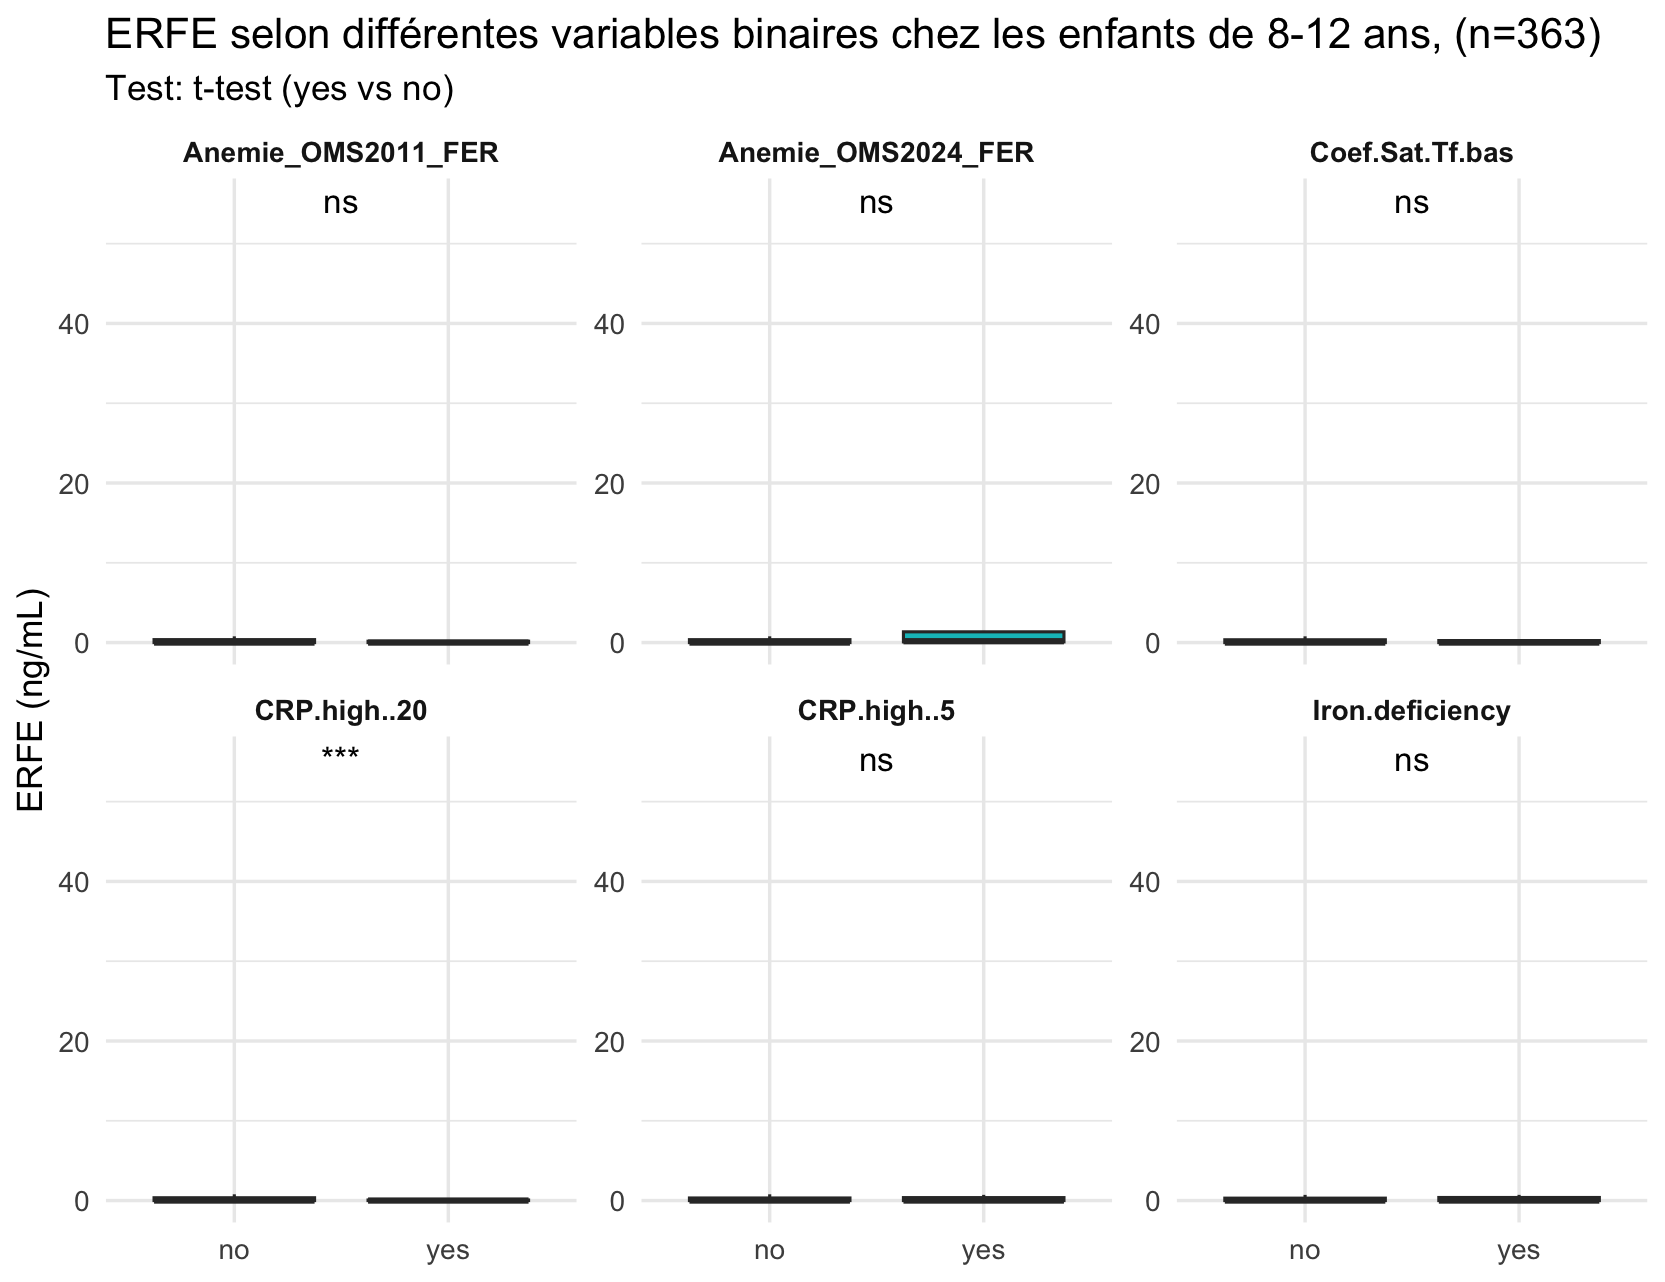 ERFE selon différentes variables binaires chez les enfants de 8-12 ans, (n=363)
Test: t-test (yes vs no)
Anemie_OMS2011_FER
Anemie_OMS2024_FER
Coef.Sat.Tf.bas
ns
ns
ns
40
40
40
20
20
20
0
0
0
ERFE (ng/mL)
CRP.high..20
CRP.high..5
Iron.deficiency
***
ns
ns
40
40
40
20
20
20
0
0
0
no
yes
no
yes
no
yes